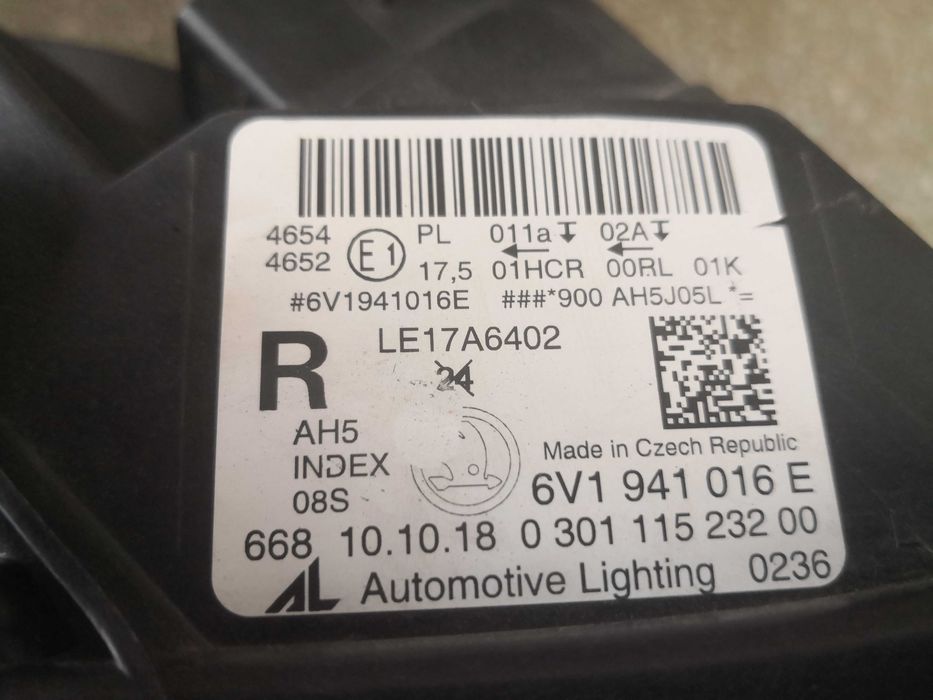 4654 E1 PL 011a 02A
4652 17,5 01HCR 00RL 01K
#6V1941016E ###*900 AH5J05L *=
R LE17A6402
24
AH5
INDEX
08S
Made in Czech Republic
6V1 941 016 E
668 10.10.18 0 301 115 232 00
AL Automotive Lighting 0236